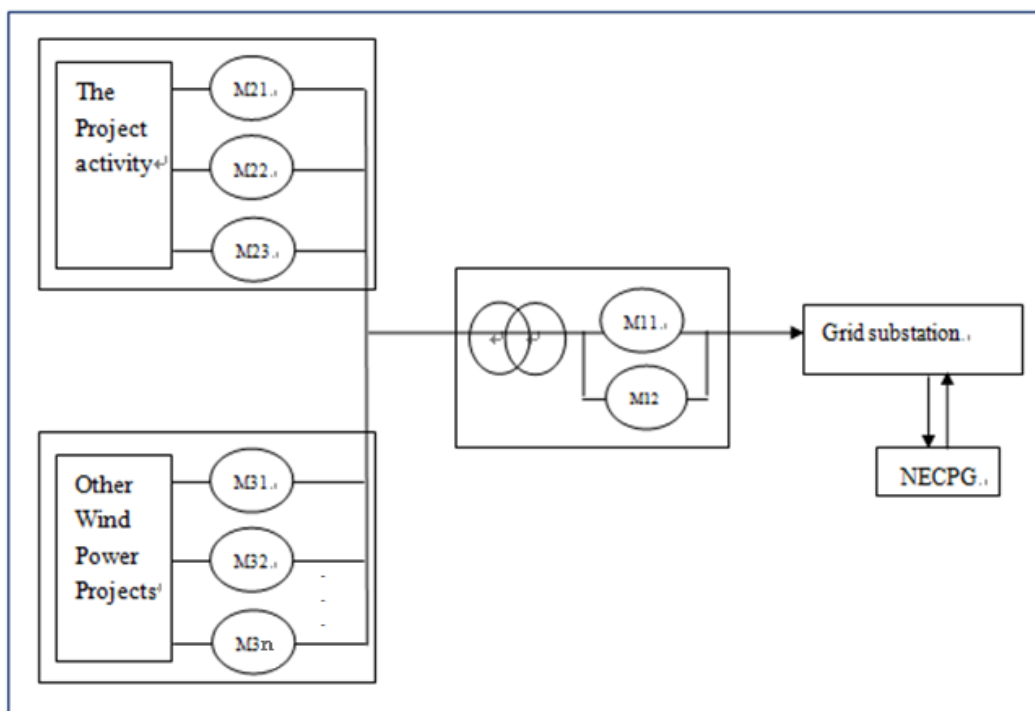 The
Project
activity
M21
M22
M23
M11
M12
Grid substation
NECPG
Other
Wind
Power
Projects
M31
M32
M3n